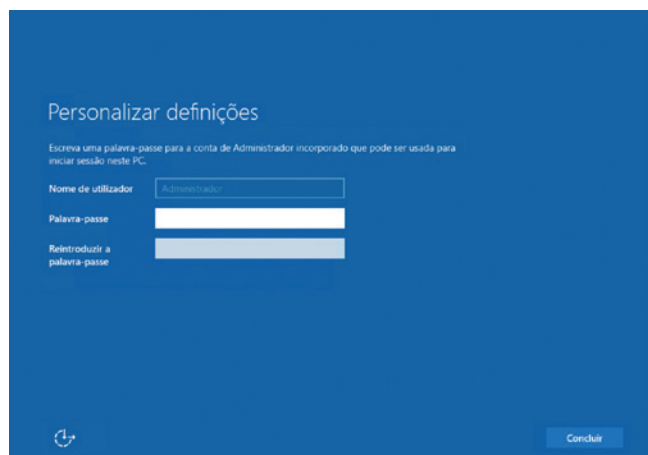 Personalizar definições
Escreva uma palavra-passe para a conta de Administrador incorporado que pode ser usada para
iniciar sessão neste PC.
Nome de utilizador
Administrador
Palavra-passe
Reintroduzir a
palavra-passe
Concluir